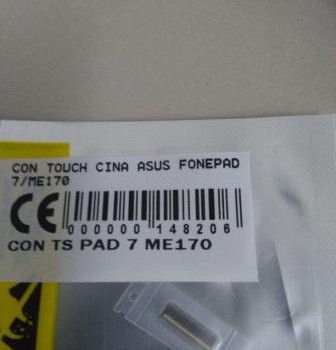 CON TOUCH CINA ASUS FONEPAD
7/ME170
CE
000000 148206
CON TS PAD 7 ME170